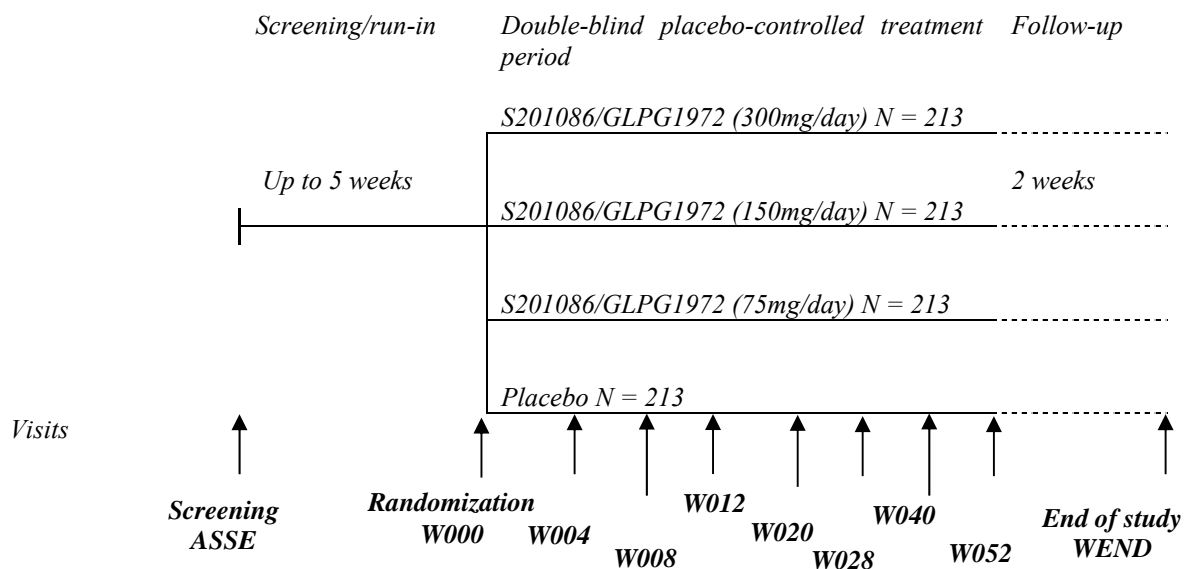 Screening/run-in
Double-blind placebo-controlled treatment
period
Follow-up
S201086/GLPG1972 (300mg/day) N = 213
Up to 5 weeks
2 weeks
S201086/GLPG1972 (150mg/day) N = 213
S201086/GLPG1972 (75mg/day) N = 213
Placebo N = 213
Visits
Screening
ASSE
Randomization
W000
W004
W008
W012
W020
W028
W040
W052
End of study
WEND